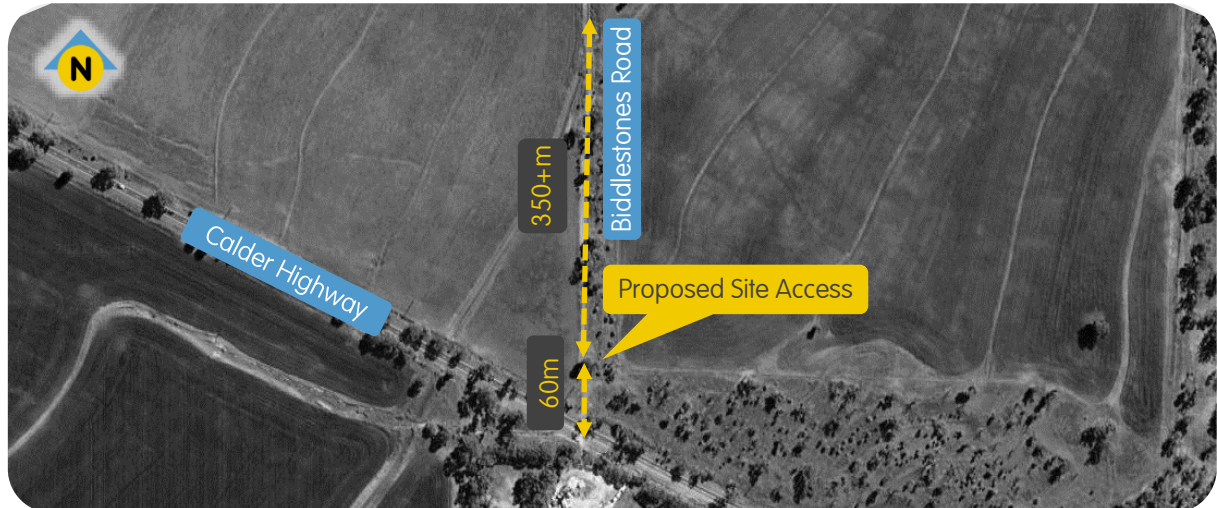 N
Biddlestones Road
350+m
Calder Highway
Proposed Site Access
60m